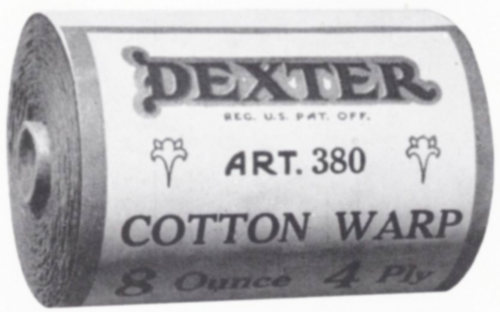 DEXTER
REG. U.S. PAT. OFF.
ART. 380
COTTON WARP
8 Ounce 4 Ply